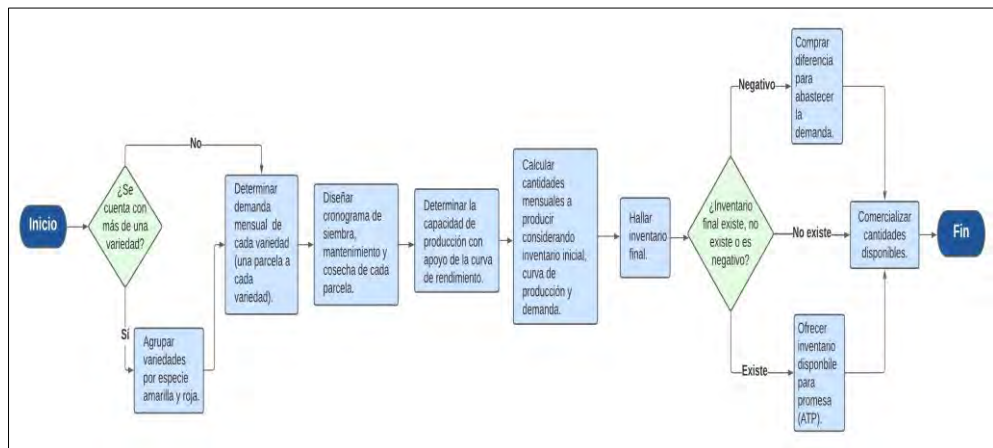 Inicio
¿Se
cuenta con
más de una
variedad?
No
Sí
Agrupar
variedades
por especie
amarilla y roja.
Determinar
demanda
mensual de
cada variedad
(una parcela a
cada
variedad).
Diseñar
cronograma de
siembra,
mantenimiento y
cosecha de cada
parcela.
Determinar la
capacidad de
producción con
apoyo de la curva
de rendimiento.
Calcular
cantidades
mensuales a
producir
considerando
inventario inicial,
curva de
producción y
demanda.
Hallar
inventario
final.
¿Inventario
final existe, no
existe o es
negativo?
Negativo
Comprar
diferencia
para
abastecer
la
demanda.
No existe
Existe
Ofrecer
inventario
disponbile
para
promesa
(ATP).
Comercializar
cantidades
disponibles.
Fin